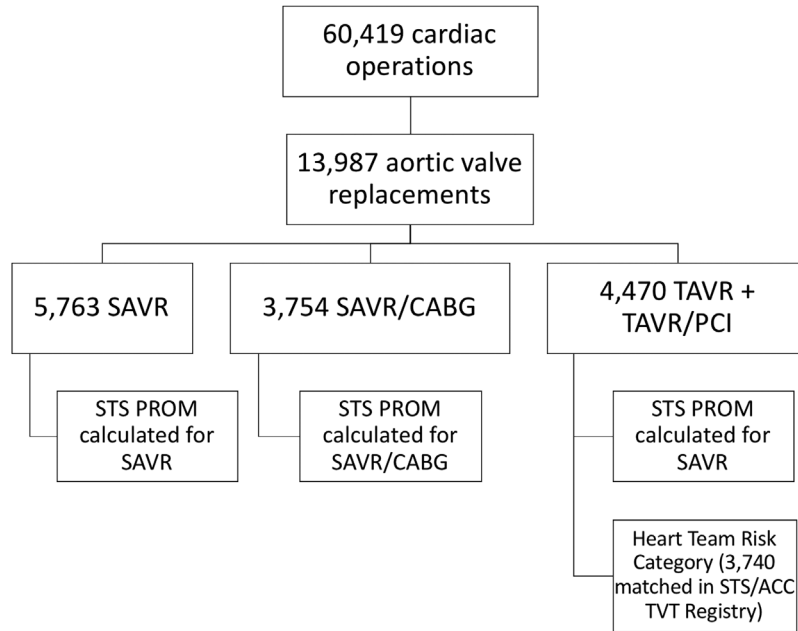 60,419 cardiac
operations
13,987 aortic valve
replacements
5,763 SAVR
3,754 SAVR/CABG
4,470 TAVR +
TAVR/PCI
STS PROM
calculated for
SAVR
STS PROM
calculated for
SAVR/CABG
STS PROM
calculated for
SAVR
Heart Team Risk
Category (3,740
matched in STS/ACC
TVT Registry)